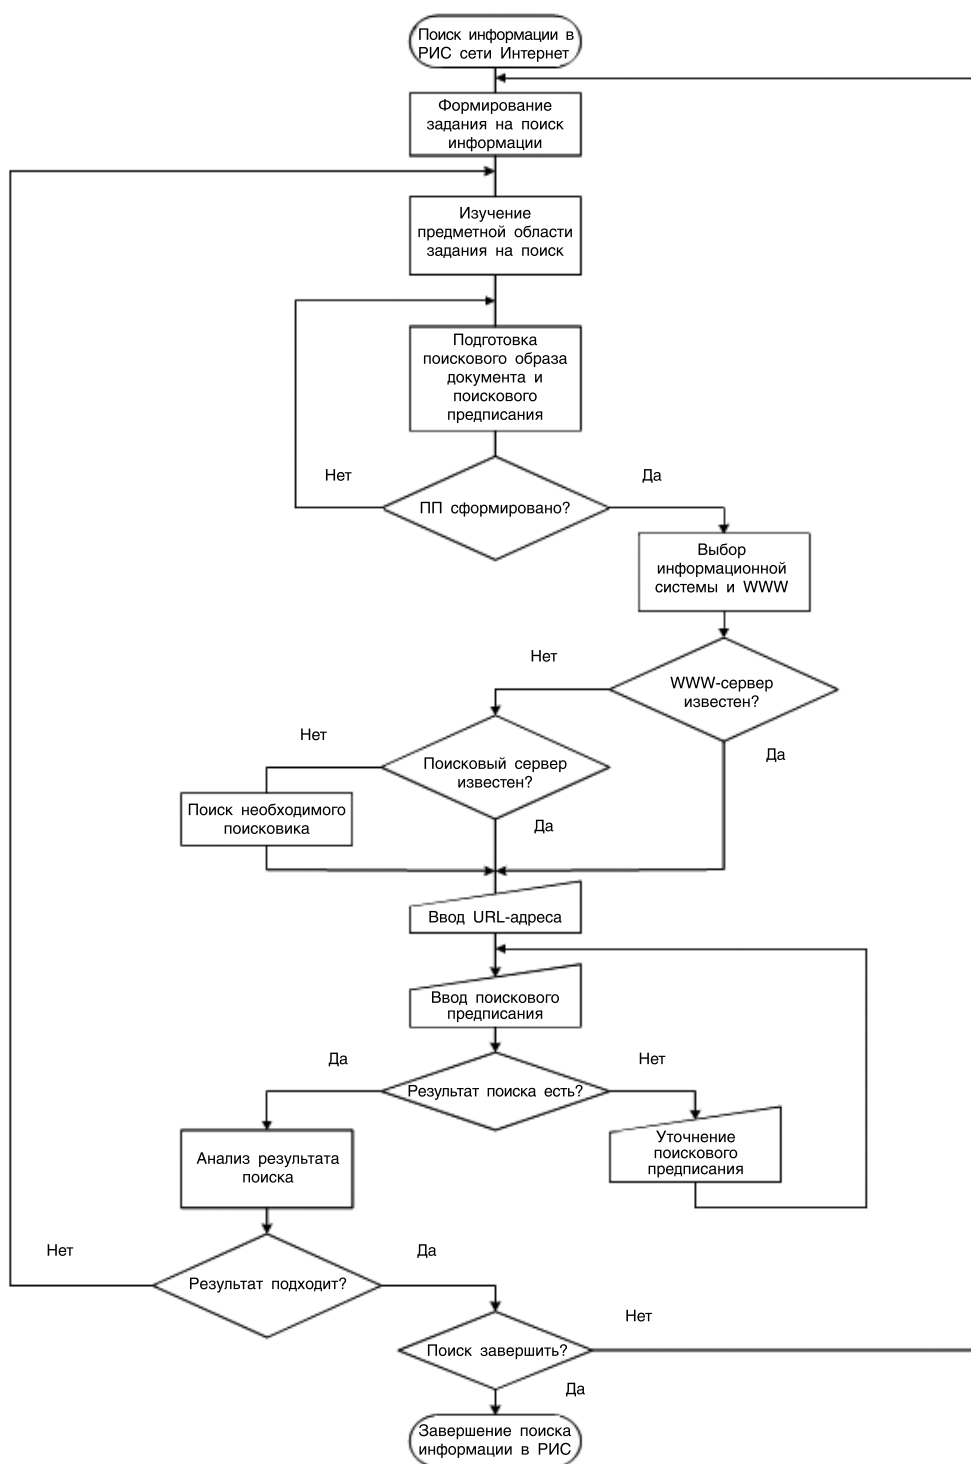 Поиск информации в
РИС сети Интернет
Формирование
задания на поиск
информации
Изучение
предметной области
задания на поиск
Подготовка
поискового образа
документа и
поискового
предписания
Нет
Да
ПП сформировано?
Выбор
информационной
системы и WWW
Нет
WWW-сервер
известен?
Нет
Да
Поисковый сервер
известен?
Поиск необходимого
поисковика
Да
Ввод URL-адреса
Ввод поискового
предписания
Да
Нет
Результат поиска есть?
Уточнение
поискового
предписания
Анализ результата
поиска
Нет
Да
Результат подходит?
Нет
Поиск завершить?
Да
Завершение поиска
информации в РИС